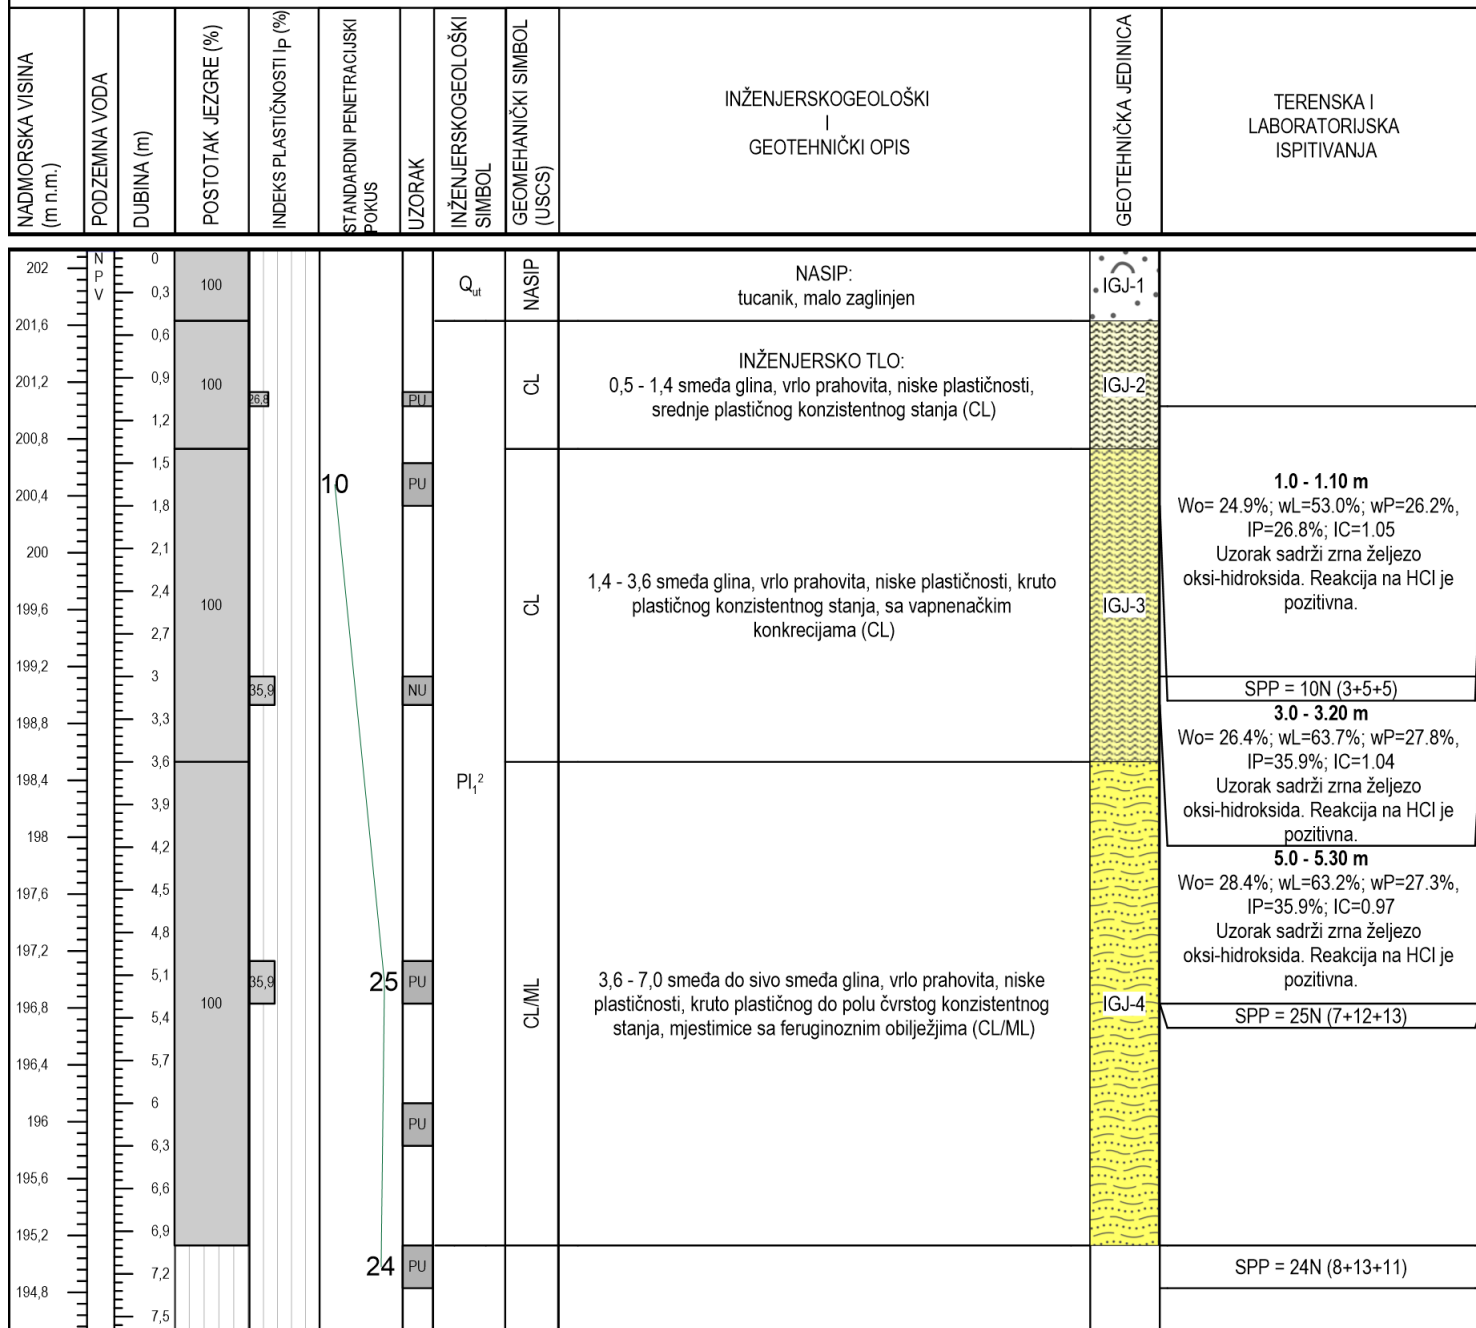 NADMORSKA VISINA
(m n.m.)
PODZEMNA VODA
DUBINA (m)
POSTOTAK JEZGRE (%)
INDEKS PLASTIČNOSTI Ip (%)
STANDARDNI PENETRACIJSKI
POKUS
UZORAK
INŽENJERSKOGEOLOŠKI
SIMBOL
GEOMEHANIČKI SIMBOL
(USCS)
INŽENJERSKOGEOLOŠKI
I
GEOTEHNIČKI OPIS
GEOTEHNIČKA JEDINICA
TERENSKA I
LABORATORIJSKA
ISPITIVANJA
202
201,6
201,2
200,8
200,4
200
199,6
199,2
198,8
198,4
198
197,6
197,2
196,8
196,4
196
195,6
195,2
194,8
N
P
V
0
0,3
0,6
0,9
1,2
1,5
1,8
2,1
2,4
2,7
3
3,3
3,6
3,9
4,2
4,5
4,8
5,1
5,4
5,7
6
6,3
6,6
6,9
7,2
7,5
100
100
100
100
26,8
35,9
35,9
10
25
24
PU
PU
NU
PU
PU
PU
Qut
Pl₁²
NASIP
CL
CL
CL/ML
NASIP:
tucanik, malo zaglinjen
INŽENJERSKO TLO:
0,5 - 1,4 smeđa glina, vrlo prahovita, niske plastičnosti,
srednje plastičnog konzistentnog stanja (CL)
1,4 - 3,6 smeđa glina, vrlo prahovita, niske plastičnosti, kruto
plastičnog konzistentnog stanja, sa vapnenačkim
konkrecijama (CL)
3,6 - 7,0 smeđa do sivo smeđa glina, vrlo prahovita, niske
plastičnosti, kruto plastičnog do polu čvrstog konzistentnog
stanja, mjestimice sa feruginoznim obilježjima (CL/ML)
IGJ-1
IGJ-2
IGJ-3
IGJ-4
1.0 - 1.10 m
Wo= 24.9%; wL=53.0%; wP=26.2%,
IP=26.8%; IC=1.05
Uzorak sadrži zrna željezo
oksi-hidroksida. Reakcija na HCl je
pozitivna.
SPP = 10N (3+5+5)
3.0 - 3.20 m
Wo= 26.4%; wL=63.7%; wP=27.8%,
IP=35.9%; IC=1.04
Uzorak sadrži zrna željezo
oksi-hidroksida. Reakcija na HCl je
pozitivna.
5.0 - 5.30 m
Wo= 28.4%; wL=63.2%; wP=27.3%,
IP=35.9%; IC=0.97
Uzorak sadrži zrna željezo
oksi-hidroksida. Reakcija na HCl je
pozitivna.
SPP = 25N (7+12+13)
SPP = 24N (8+13+11)